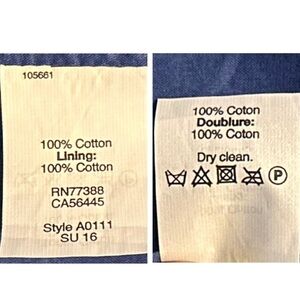 105661
100% Cotton
Lining:
100% Cotton
RN77388
CA56445
Style A0111
SU 16
100% Coton
Doublure:
100% Coton
Dry clean.
P